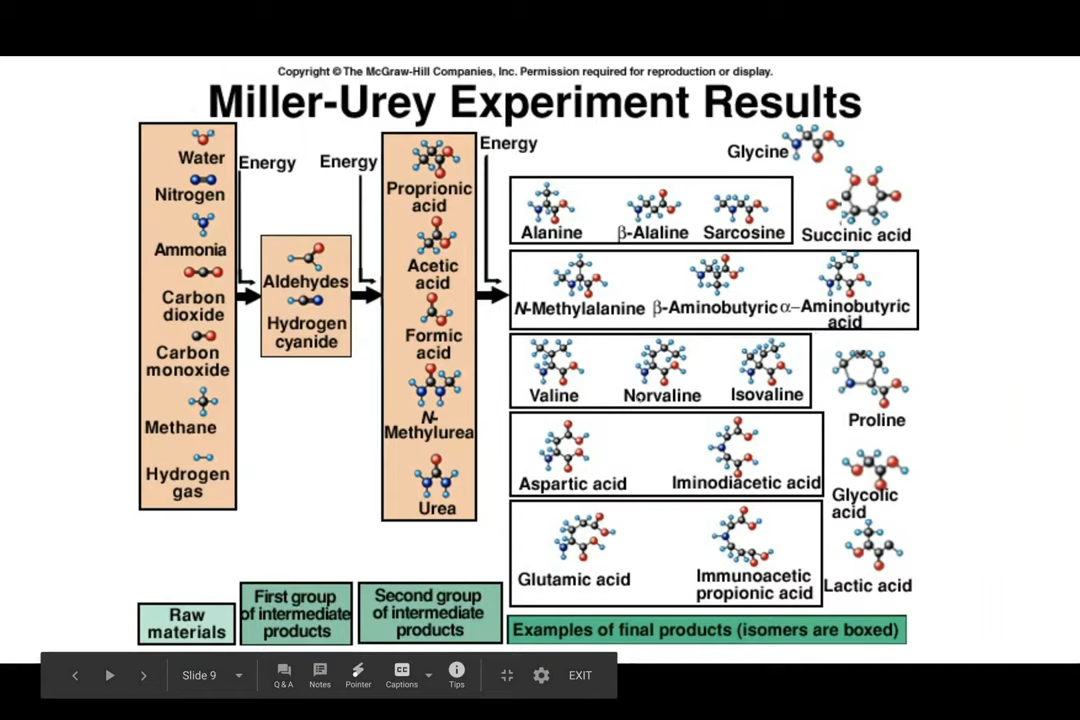 Copyright © The McGraw-Hill Companies, Inc. Permission required for reproduction or display.
Miller-Urey Experiment Results
Water
Nitrogen
Ammonia
Carbon
dioxide
Carbon
monoxide
Methane
Hydrogen
gas
Energy
Aldehydes
Hydrogen
cyanide
Energy
Proprionic
acid
Acetic
acid
Formic
acid
N-
Methylurea
Urea
Energy
Glycine
Alanine
β-Alaline
Sarcosine
Succinic acid
N-Methylalanine
β-Aminobutyric
α-Aminobutyric
acid
Valine
Norvaline
Isovaline
Proline
Aspartic acid
Iminodiacetic acid
Glycolic
acid
Glutamic acid
Immunoacetic
propionic acid
Lactic acid
Raw
materials
First group
of intermediate
products
Second group
of intermediate
products
Examples of final products (isomers are boxed)
Slide 9
Q & A
Notes
Pointer
CC
Captions
Tips
EXIT